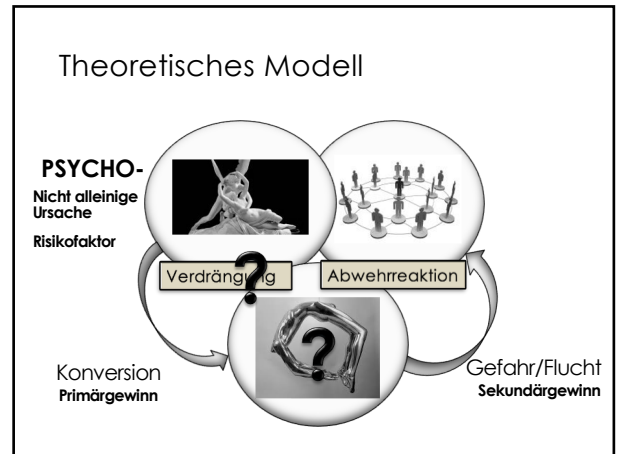 Theoretisches Modell
PSYCHO-
Nicht alleinige
Ursache
Risikofaktor
Verdrängung
?
Abwehrreaktion
?
Konversion
Primärgewinn
Gefahr/Flucht
Sekundärgewinn